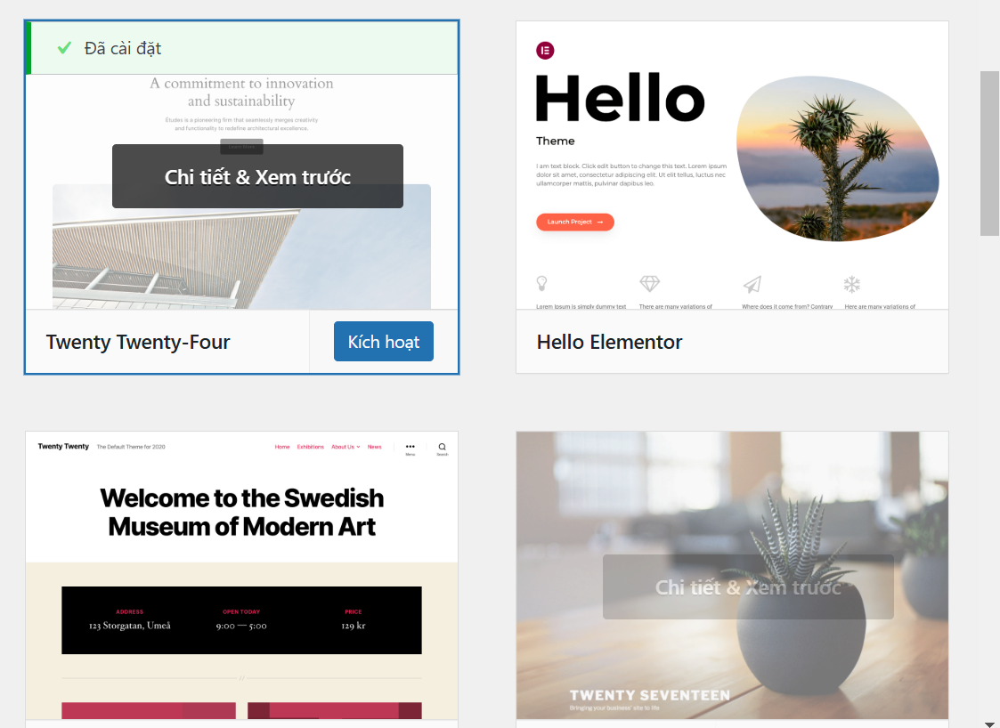 Đã cài đặt
A commitment to innovation
and sustainability
Études is a pioneering firm that seamlessly merges creativity
and functionality to redefine architectural excellence.
Chi tiết & Xem trước
Twenty Twenty-Four
Kích hoạt
Hello
Theme
I am text block. Click edit button to change this text. Lorem ipsum
dolor sit amet, consectetur adipiscing elit. Ut elit tellus, luctus nec
ullamcorper mattis, pulvinar dapibus leo.
Launch Project →
Lorem Ipsum is simply dummy text
There are many variations of
Where does it come from? Contrary
Here are many variations of
Hello Elementor
Twenty Twenty The Default Theme for 2020
Home Exhibitions About Us News
Menu
Search
Welcome to the Swedish
Museum of Modern Art
ADDRESS
123 Storgatan, Umeå
OPEN TODAY
9:00 — 5:00
PRICE
129 kr
Chi tiết & Xem trước
TWENTY SEVENTEEN
Bringing your business' site to life